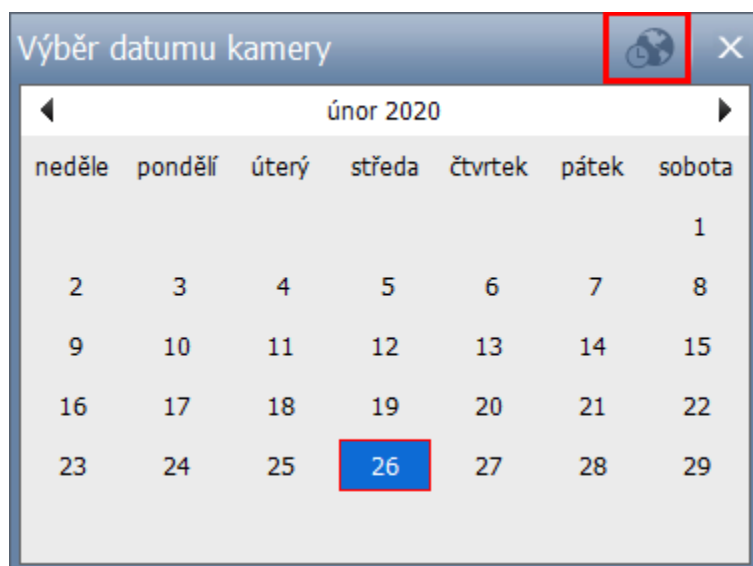 Výběr datumu kamery
únor 2020
neděle pondělí úterý středa čtvrtek pátek sobota
1
2 3 4 5 6 7 8
9 10 11 12 13 14 15
16 17 18 19 20 21 22
23 24 25 26 27 28 29